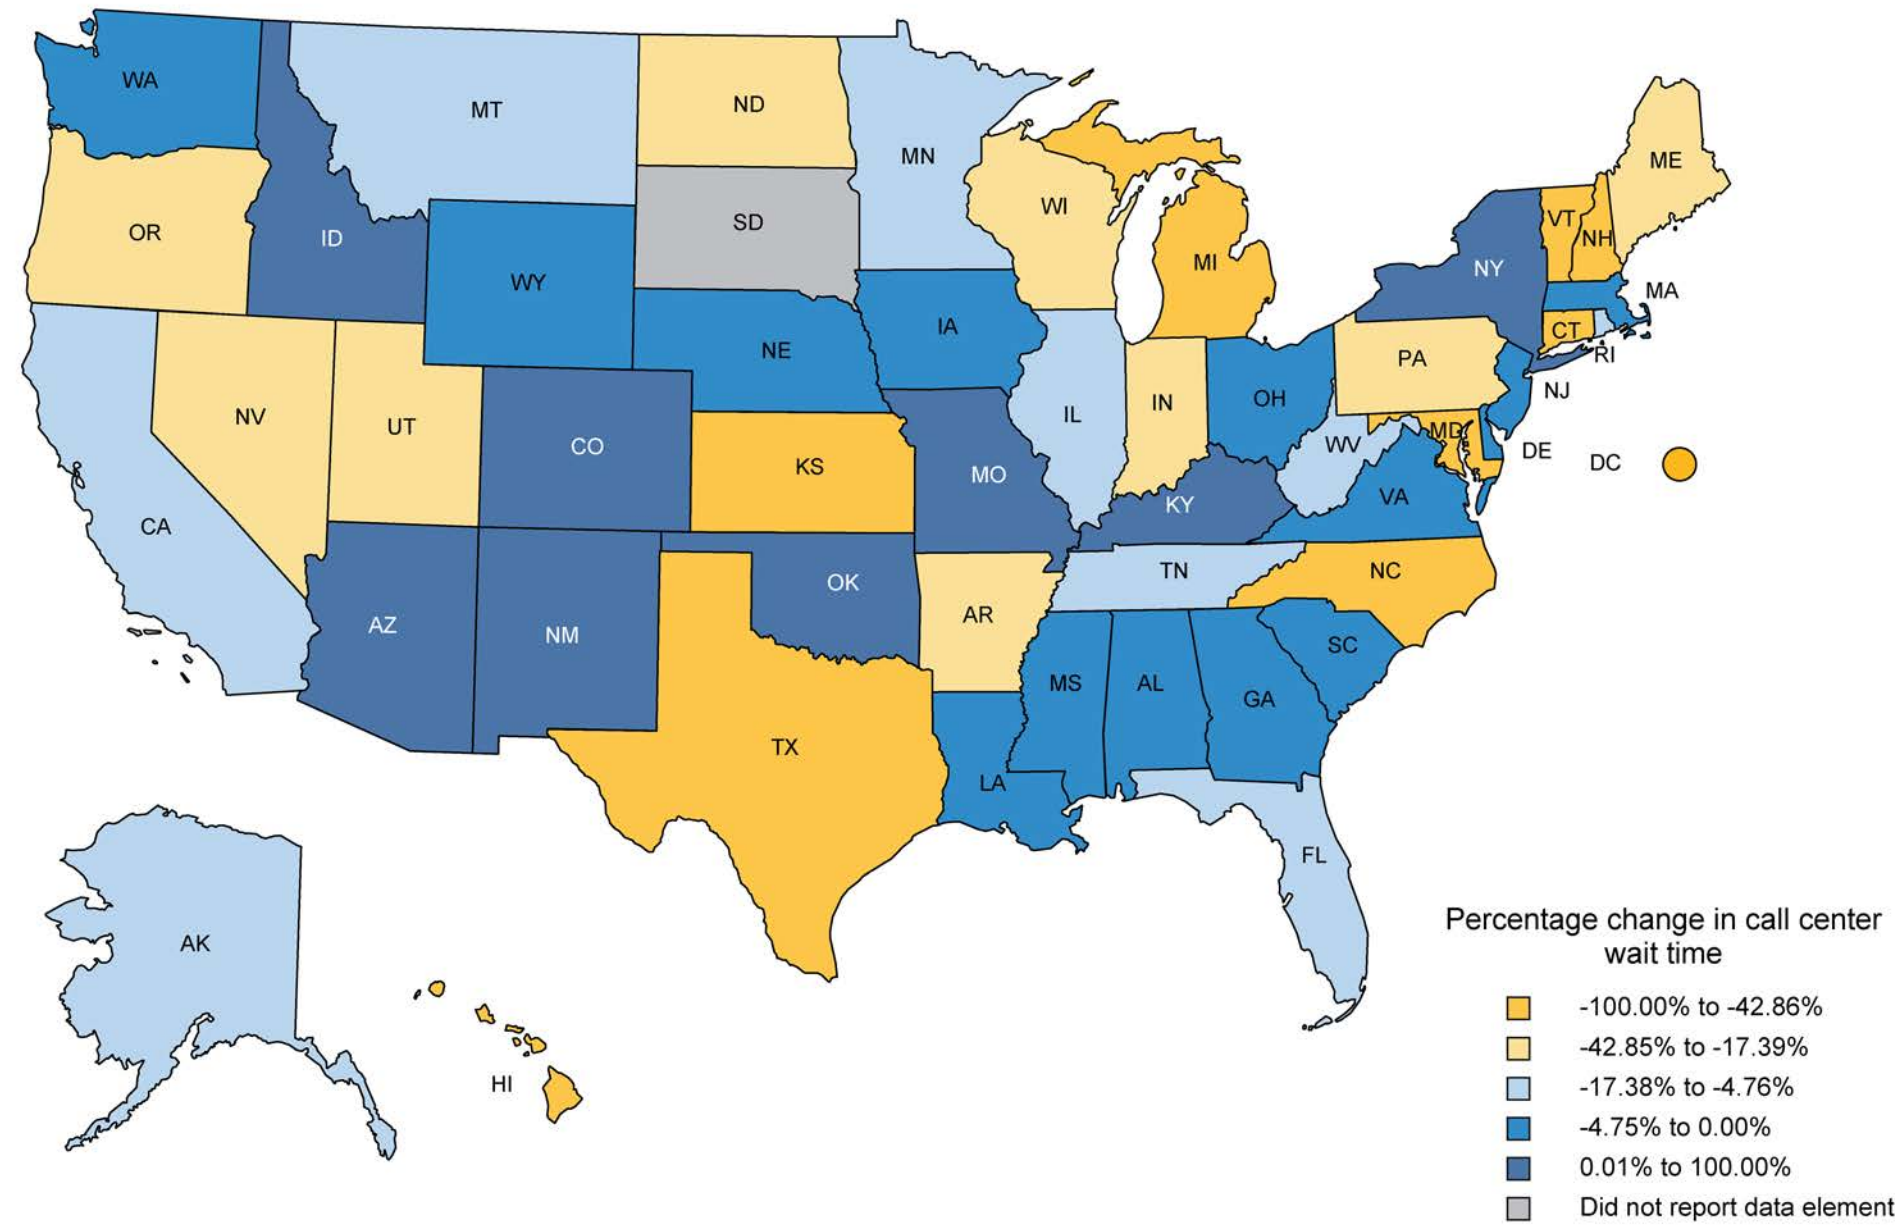 WA
MT
ND
MN
ME
OR
ID
SD
WI
VT
NH
WY
MI
NY
MA
IA
NE
CT
RI
PA
NJ
NV
UT
CO
KS
MO
IL
IN
OH
WV
MD
DE
DC
CA
KY
VA
AZ
NM
OK
AR
TN
NC
TX
LA
MS
AL
GA
SC
FL
AK
HI
Percentage change in call center
wait time
-100.00% to -42.86%
-42.85% to -17.39%
-17.38% to -4.76%
-4.75% to 0.00%
0.01% to 100.00%
Did not report data element